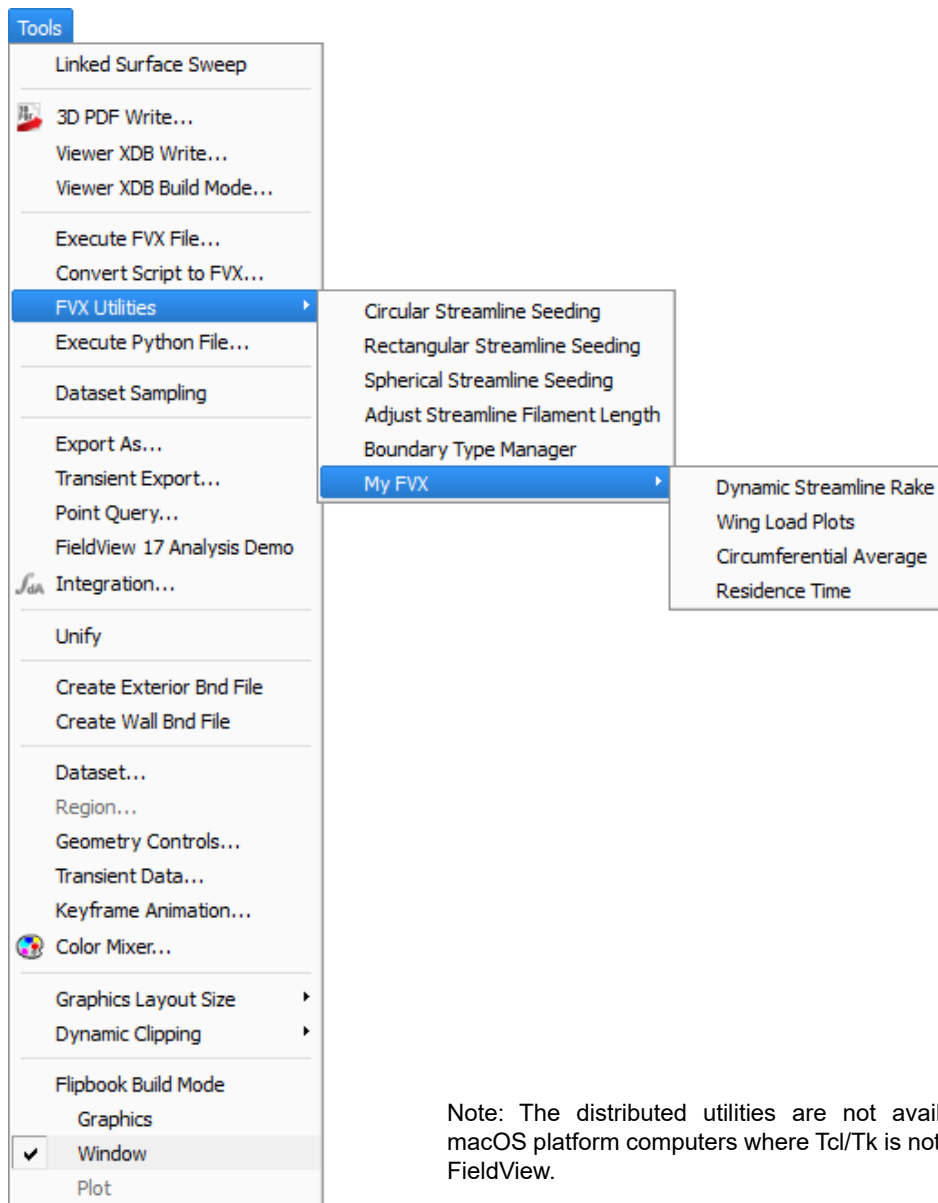 Tools
Linked Surface Sweep
3D PDF Write...
Viewer XDB Write...
Viewer XDB Build Mode...
Execute FVX File...
Convert Script to FVX...
FVX Utilities
Execute Python File...
Dataset Sampling
Export As...
Transient Export...
Point Query...
FieldView 17 Analysis Demo
∫dA Integration...
Unify
Create Exterior Bnd File
Create Wall Bnd File
Dataset...
Region...
Geometry Controls...
Transient Data...
Keyframe Animation...
Color Mixer...
Graphics Layout Size
Dynamic Clipping
Flipbook Build Mode
Graphics
Window
Plot
Circular Streamline Seeding
Rectangular Streamline Seeding
Spherical Streamline Seeding
Adjust Streamline Filament Length
Boundary Type Manager
My FVX
Dynamic Streamline Rake
Wing Load Plots
Circumferential Average
Residence Time
Note: The distributed utilities are not
macOS platform computers where Tcl/Tk is not
FieldView.